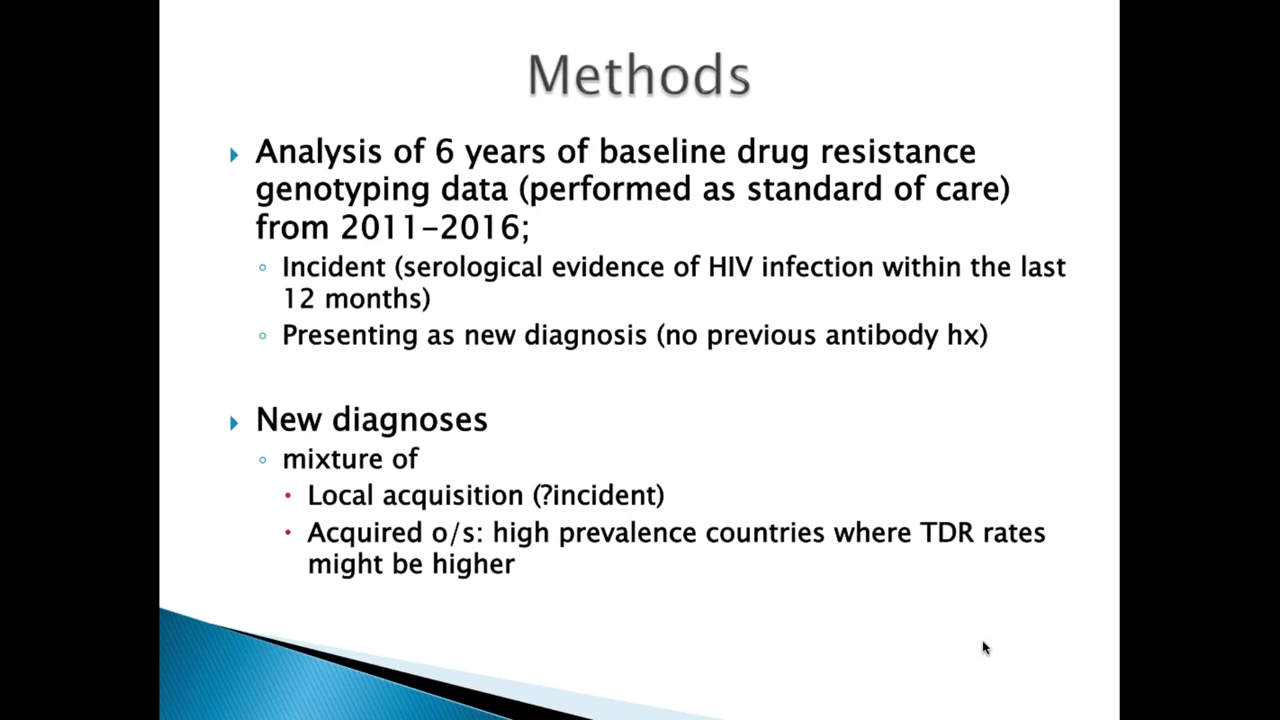 Methods
Analysis of 6 years of baseline drug resistance
genotyping data (performed as standard of care)
from 2011-2016;
Incident (serological evidence of HIV infection within the last
12 months)
Presenting as new diagnosis (no previous antibody hx)
New diagnoses
mixture of
Local acquisition (?incident)
Acquired o/s: high prevalence countries where TDR rates
might be higher